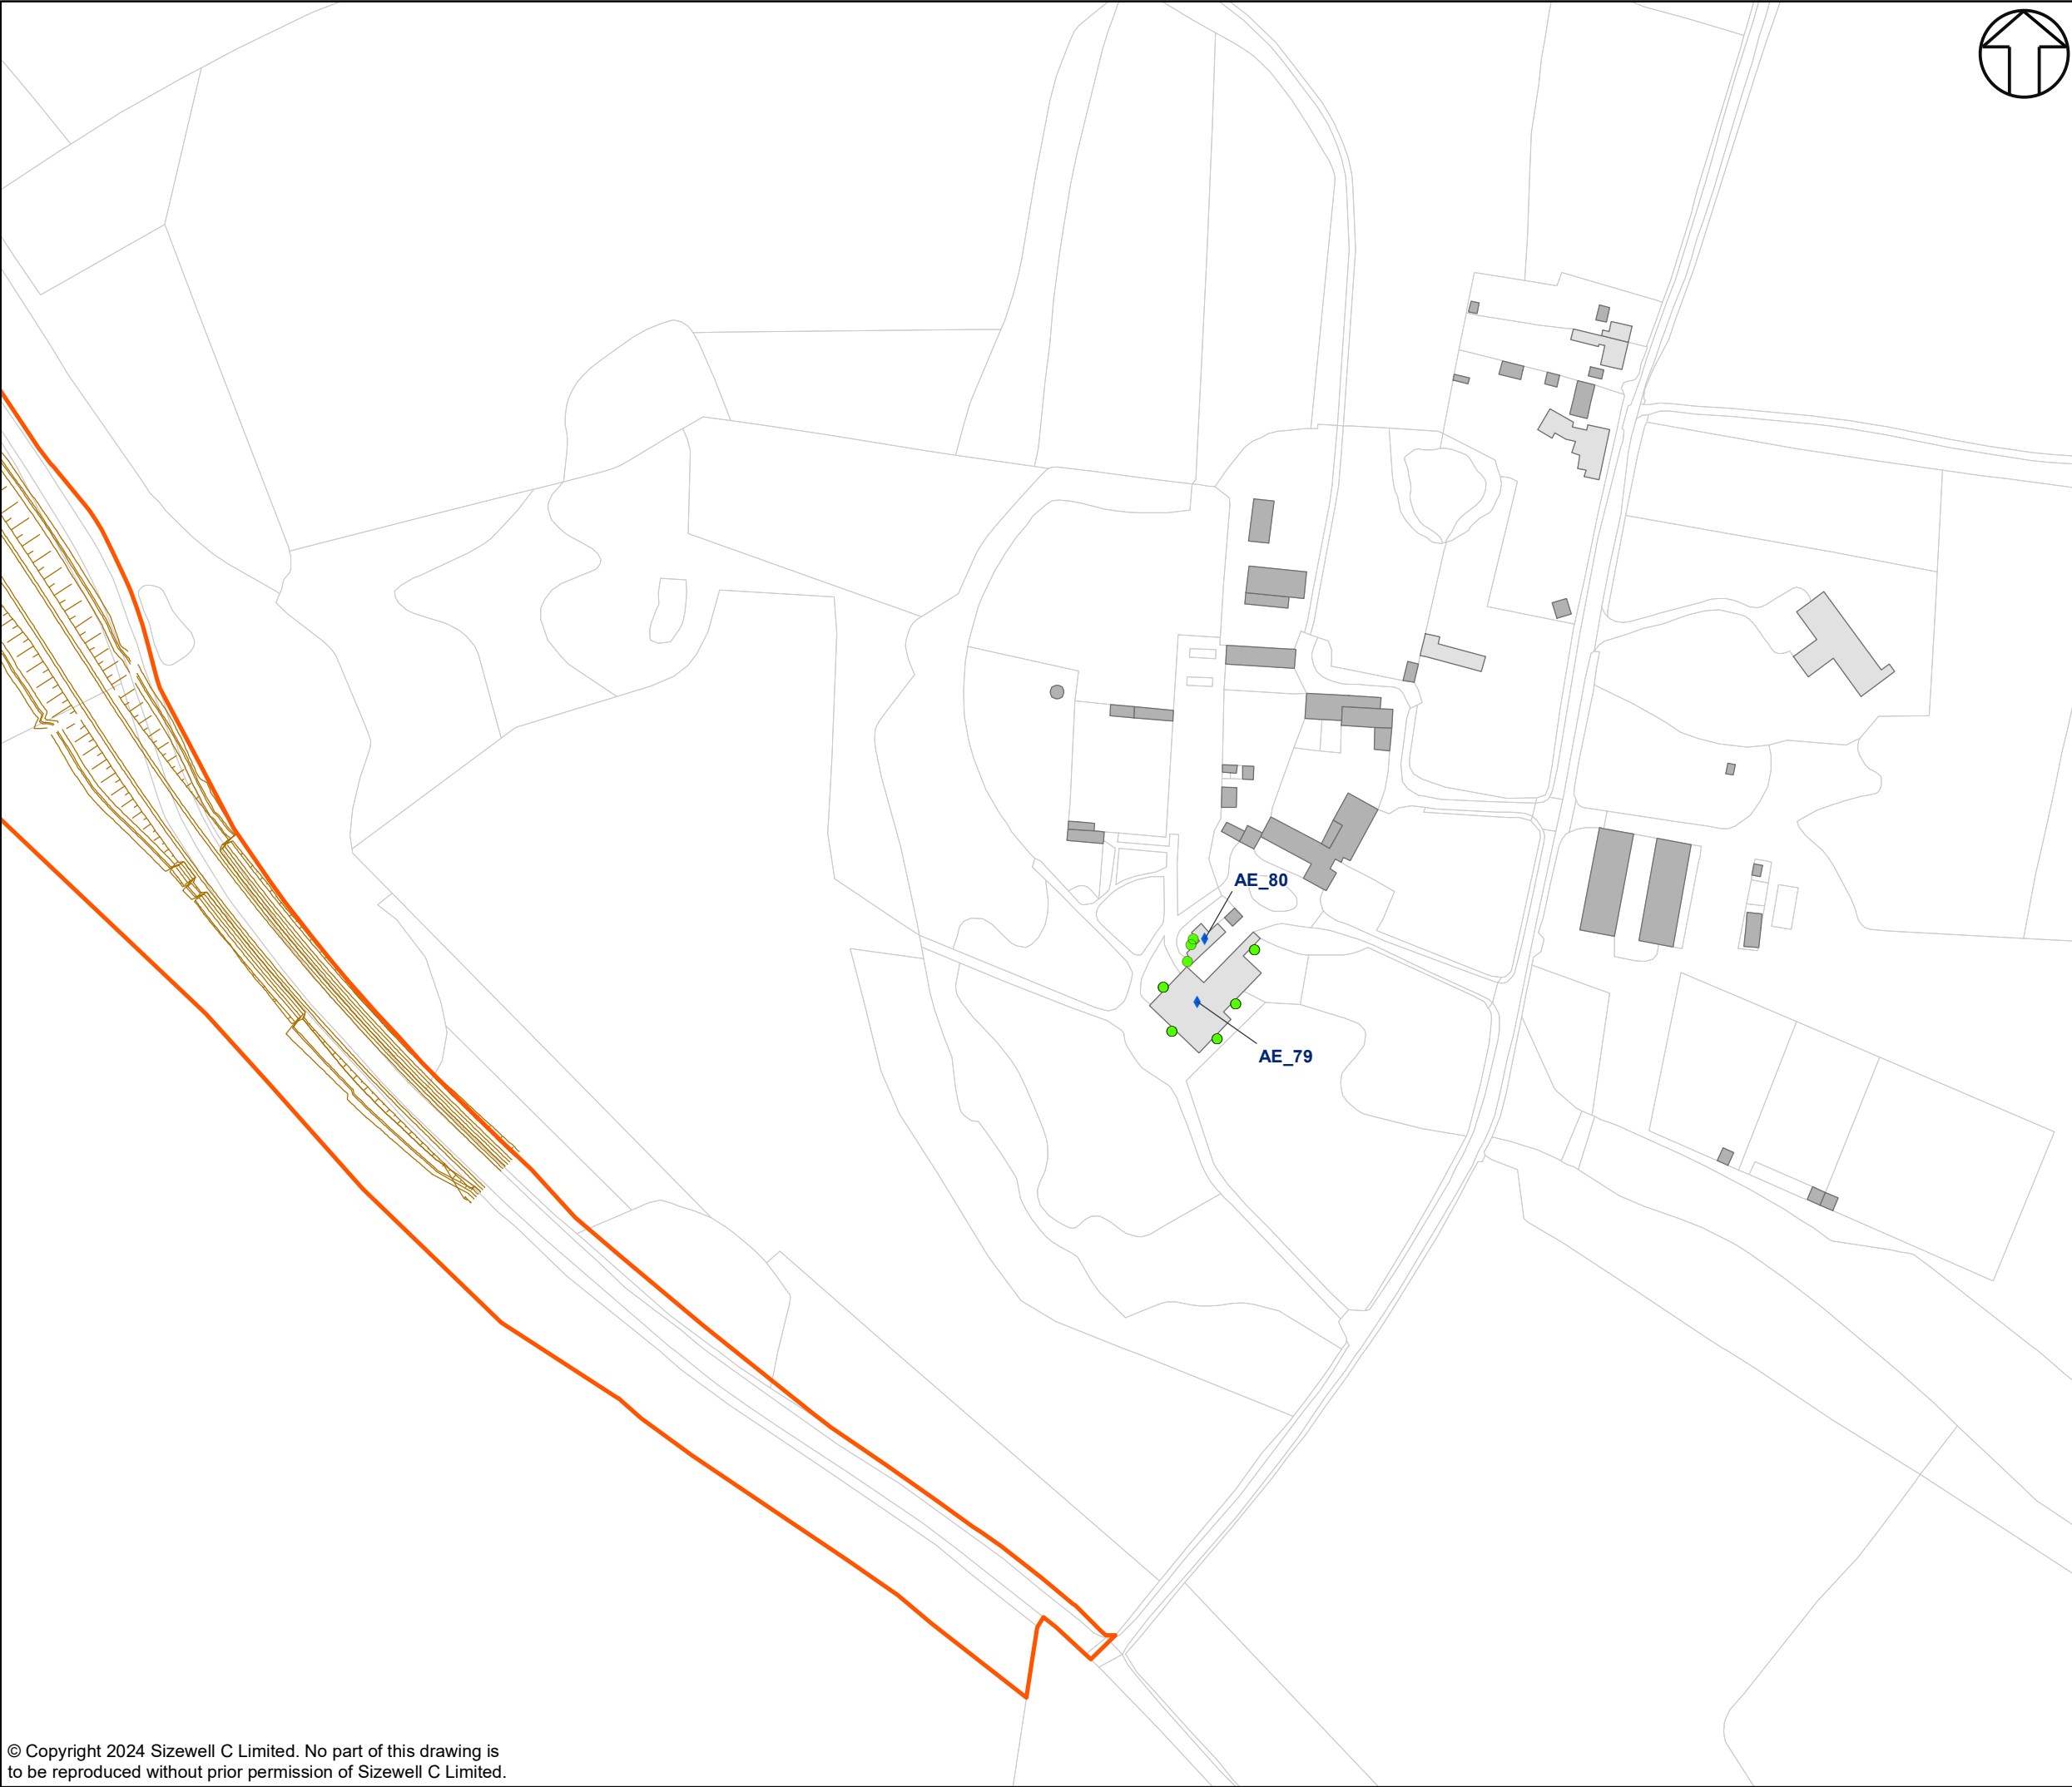 AE_80
AE_79
© Copyright 2024 Sizewell C Limited. No part of this drawing is
to be reproduced without prior permission of Sizewell C Limited.